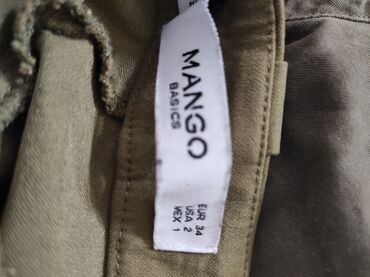 MANGO
BASICS
EUR 34
USA 2
MEX 1